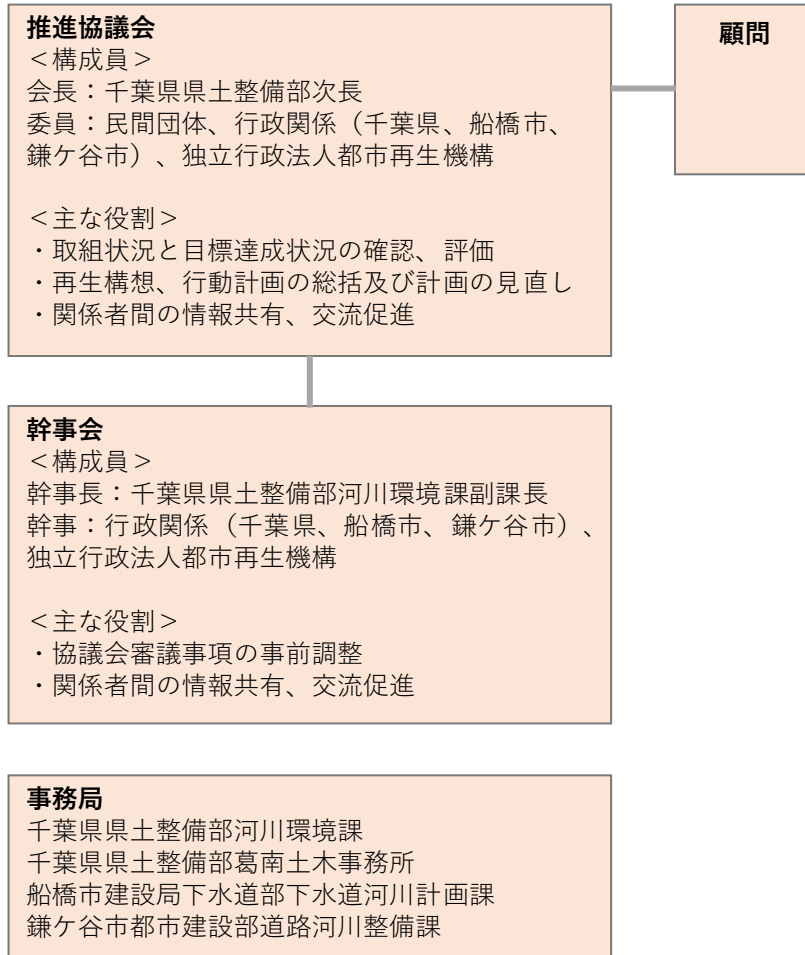 推進協議会
＜構成員＞
会長：千葉県県土整備部次長
委員：民間団体、行政関係（千葉県、船橋市、
鎌ケ谷市）、独立行政法人都市再生機構
＜主な役割＞
・取組状況と目標達成状況の確認、評価
・再生構想、行動計画の総括及び計画の見直し
・関係者間の情報共有、交流促進
顧問
幹事会
＜構成員＞
幹事長：千葉県県土整備部河川環境課副課長
幹事：行政関係（千葉県、船橋市、鎌ケ谷市）、
独立行政法人都市再生機構
＜主な役割＞
・協議会審議事項の事前調整
・関係者間の情報共有、交流促進
事務局
千葉県県土整備部河川環境課
千葉県県土整備部葛南土木事務所
船橋市建設局下水道部下水道河川計画課
鎌ケ谷市都市建設部道路河川整備課